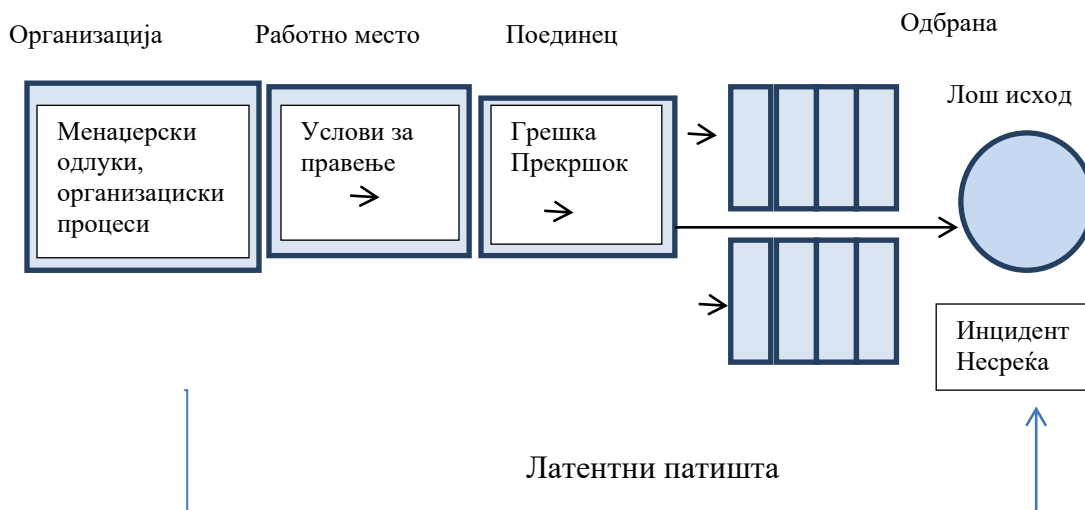 Организација
Работно место
Поединец
Одбрана
Лош исход
Менаџерски
одлуки,
организациски
процеси
Услови за
правење
Грешка
Прекршок
Инцидент
Несреќа
Латентни патишта